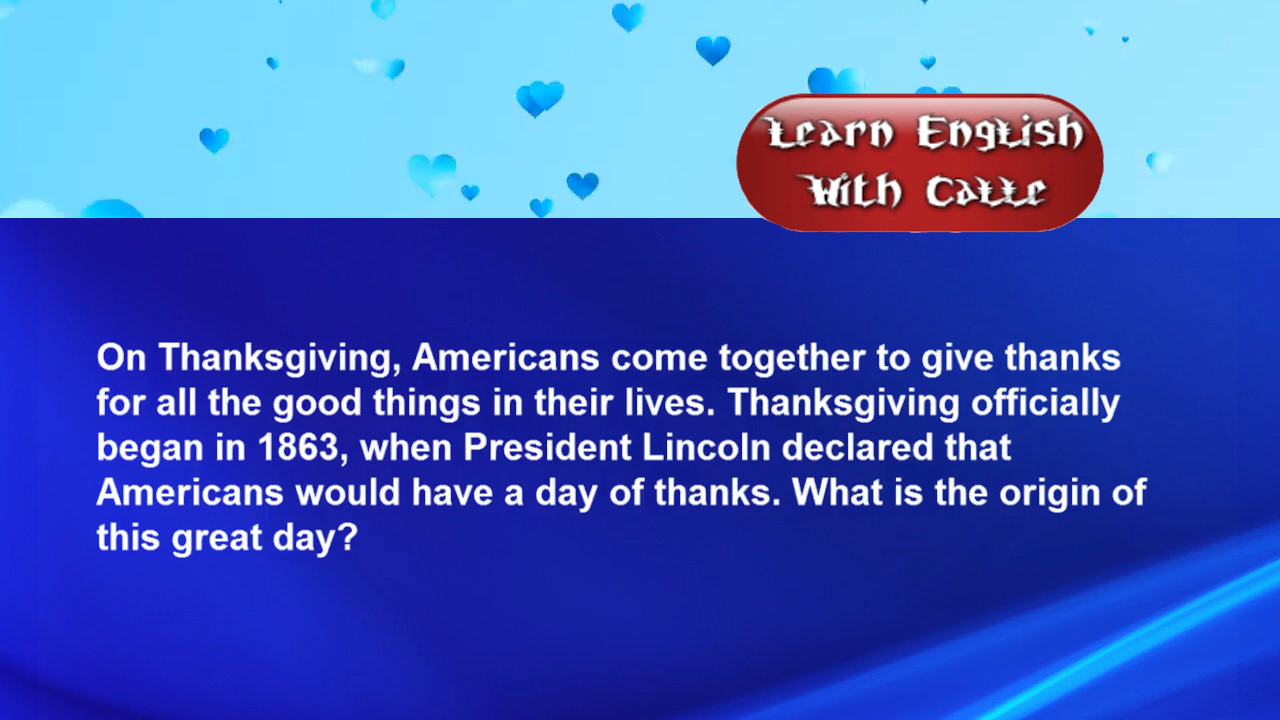 Learn English
With Calle
On Thanksgiving, Americans come together to give thanks
for all the good things in their lives. Thanksgiving officially
began in 1863, when President Lincoln declared that
Americans would have a day of thanks. What is the origin of
this great day?